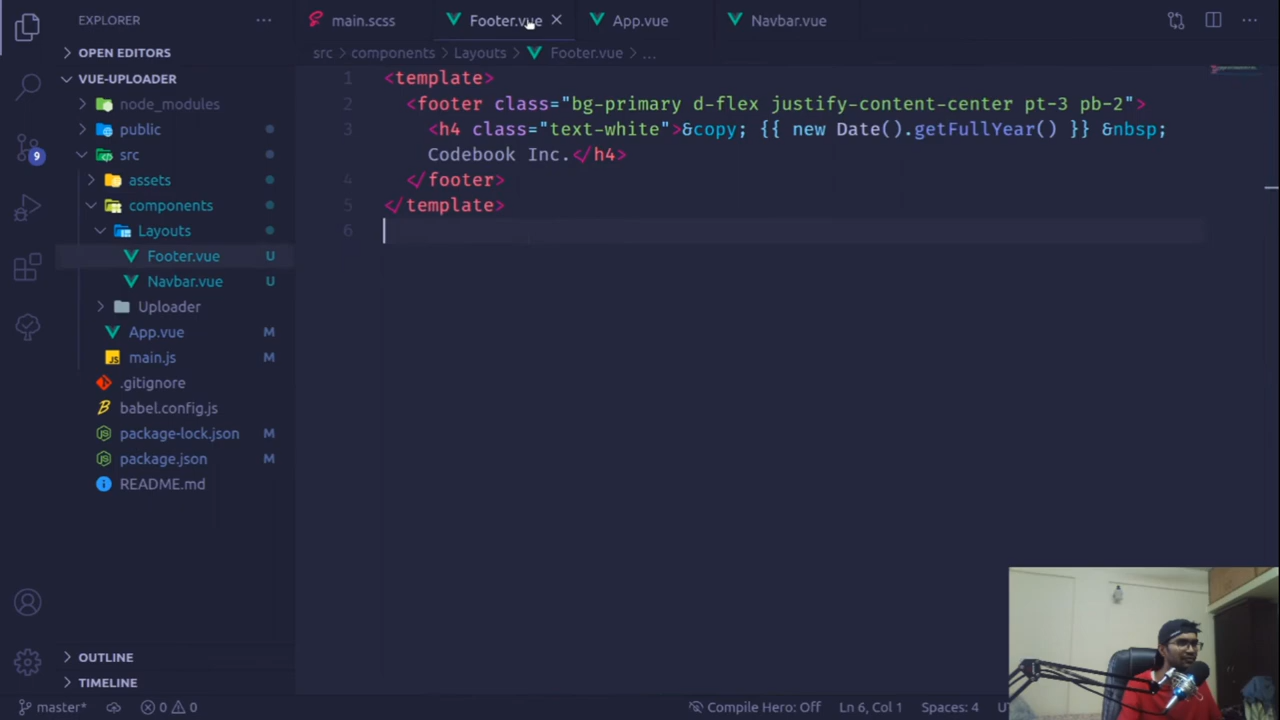 EXPLORER
main.scss
Footer.vue
App.vue
Navbar.vue
OPEN EDITORS
src > components > Layouts > Footer.vue > ...
VUE-UPLOADER
node_modules
public
src
assets
components
Layouts
Footer.vue U
Navbar.vue U
Uploader
App.vue M
main.js M
.gitignore
babel.config.js
package-lock.json M
package.json M
README.md
1 <template>
2 <footer class="bg-primary d-flex justify-content-center pt-3 pb-2">
3 <h4 class="text-white">&copy; {{ new Date().getFullYear() }} &nbsp;
Codebook Inc.</h4>
4 </footer>
5 </template>
6
9
OUTLINE
TIMELINE
master* 0 0
Compile Hero: Off Ln 6, Col 1 Spaces: 4